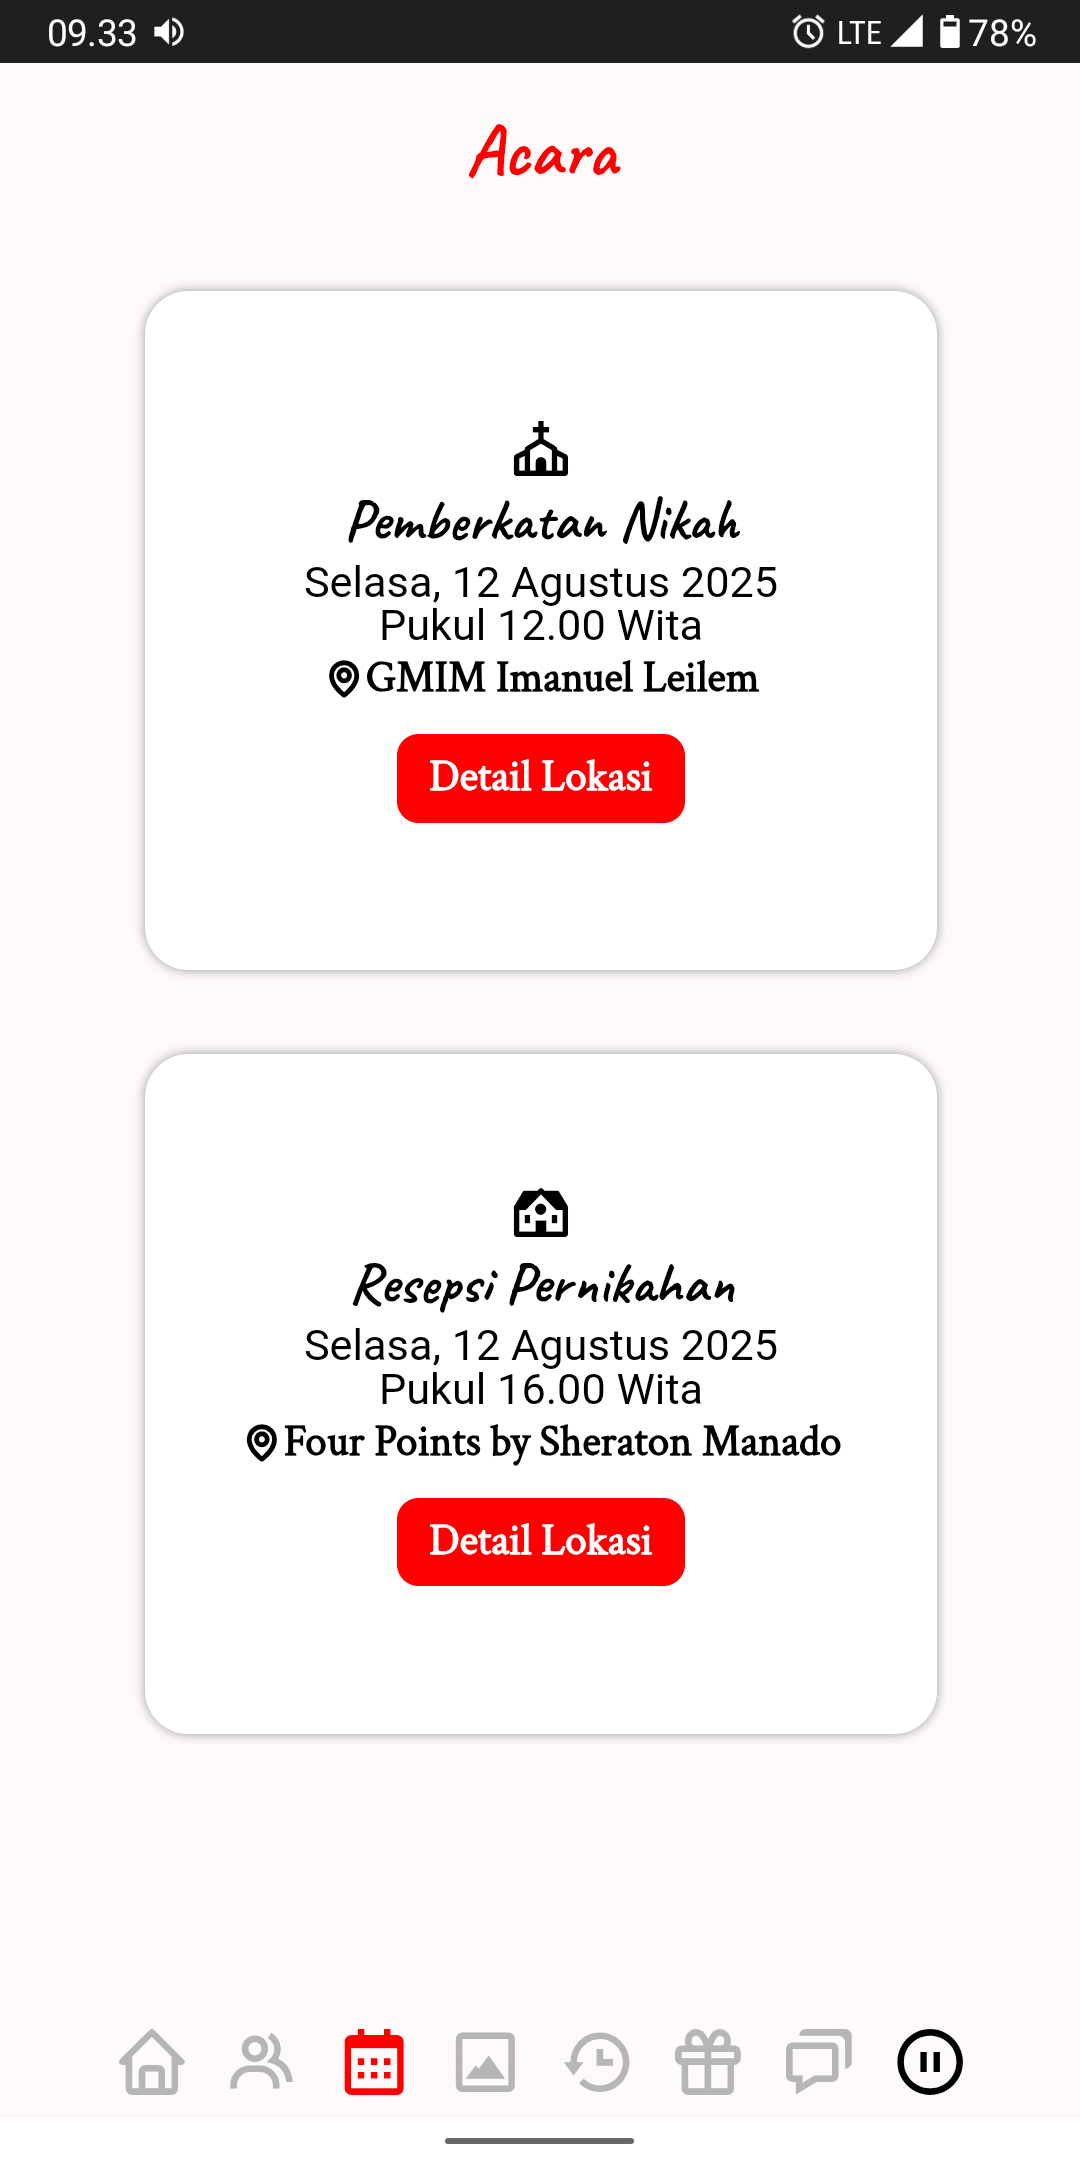 09.33
LTE 78%
Acara
Pemberkatan Nikah
Selasa, 12 Agustus 2025
Pukul 12.00 Wita
GMIM Imanuel Leilem
Detail Lokasi
Resepsi Pernikahan
Selasa, 12 Agustus 2025
Pukul 16.00 Wita
Four Points by Sheraton Manado
Detail Lokasi